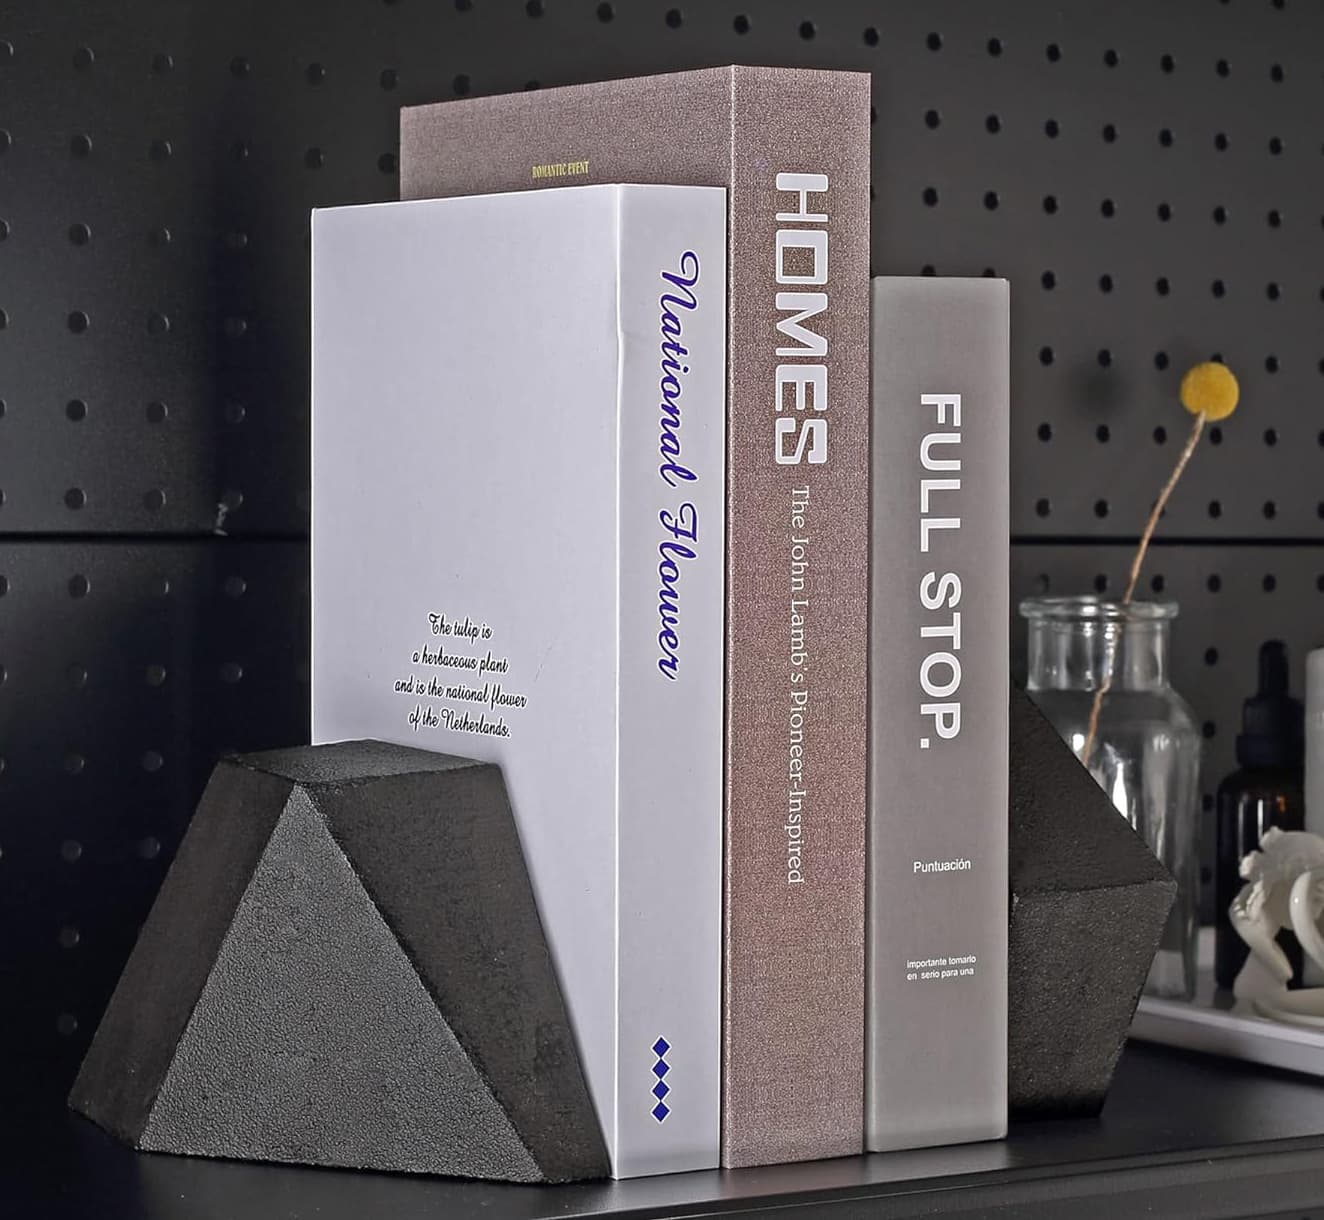 ROMANTIC EVENT
National Flower
The tulip is
a herbaceous plant
and is the national flower
of the Netherlands.
HOMES The John Lamb's Pioneer-Inspired
FULL STOP.
Puntuación
importante tomarlo
en serio para una